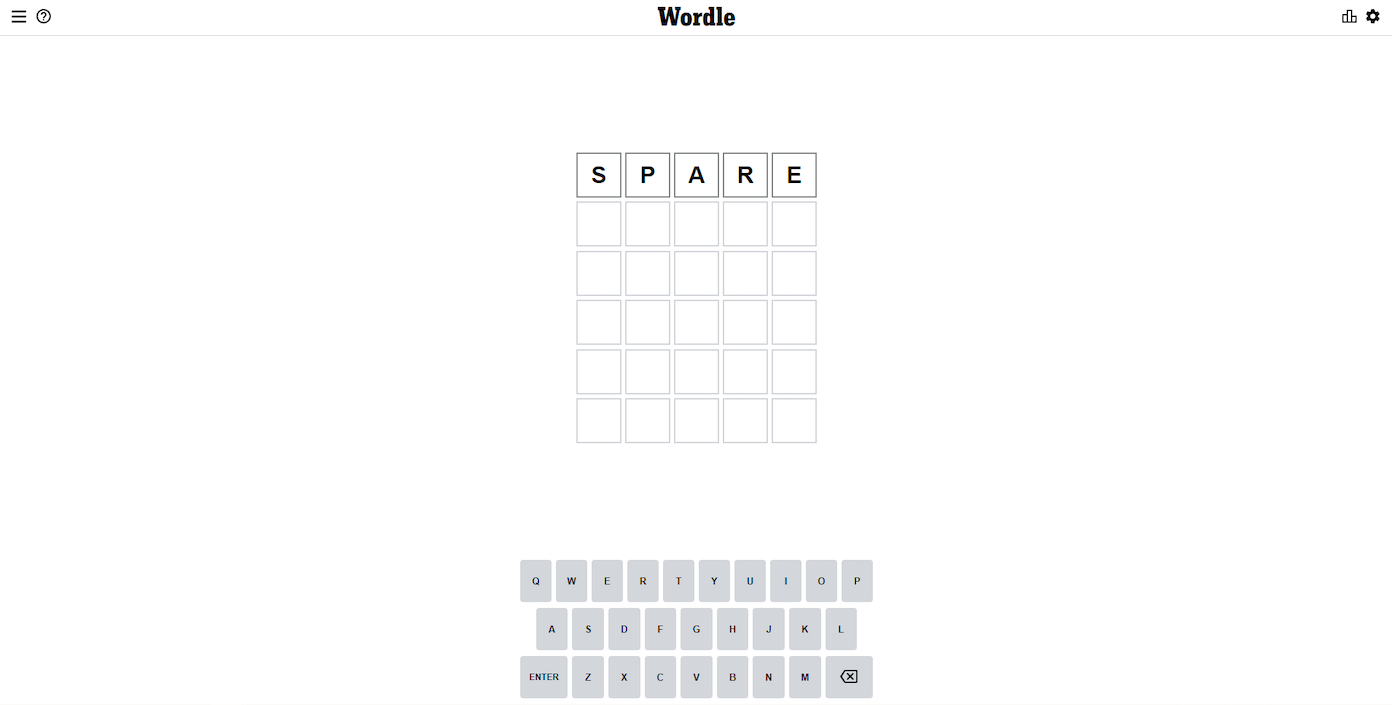 Wordle
S P A R E
Q W E R T Y U I O P
A S D F G H J K L
ENTER Z X C V B N M